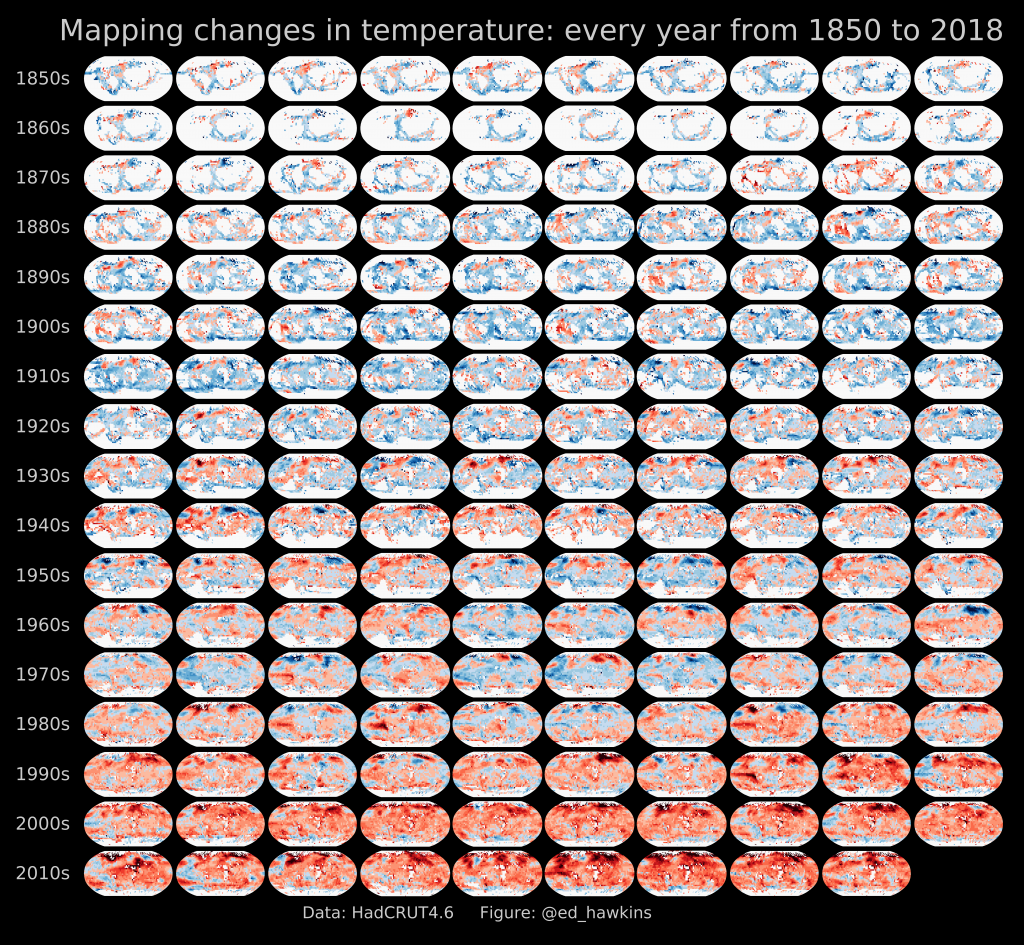 Mapping changes in temperature: every year from 1850 to 2018
1850s
1860s
1870s
1880s
1890s
1900s
1910s
1920s
1930s
1940s
1950s
1960s
1970s
1980s
1990s
2000s
2010s
Data: HadCRUT4.6 Figure: @ed_hawkins